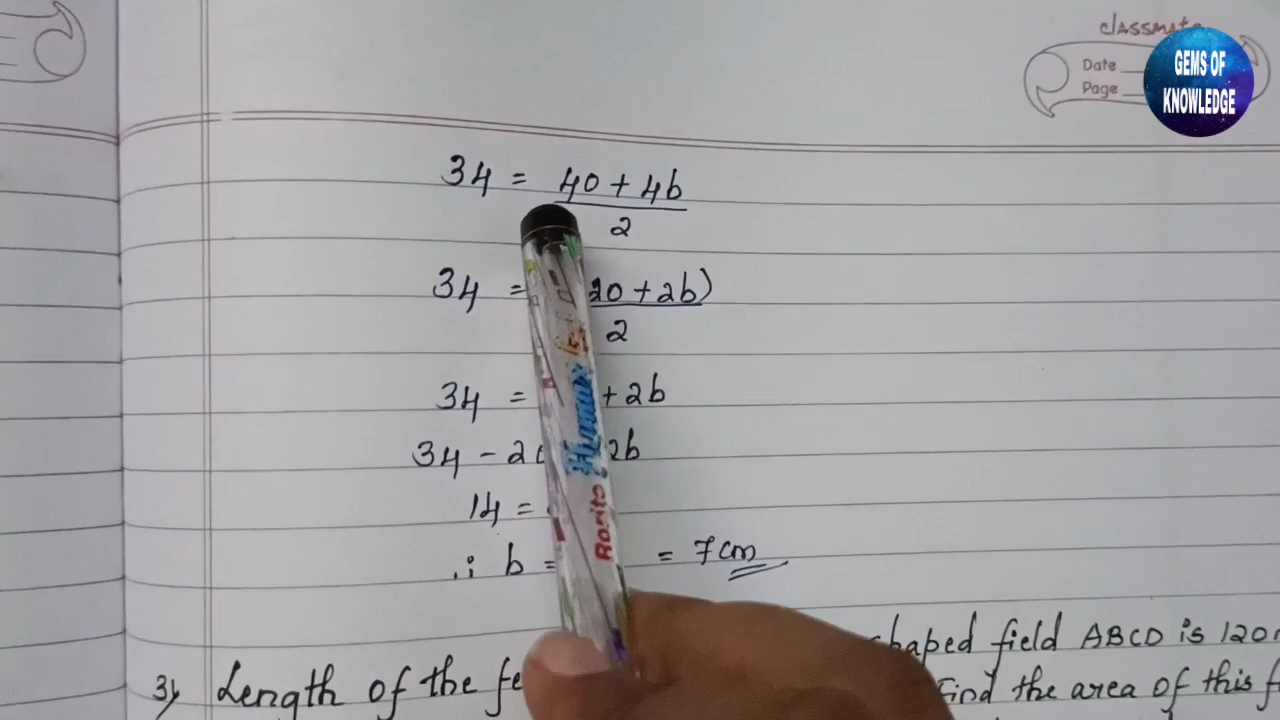 classmate
Date
Page
GEMS OF
KNOWLEDGE
34 = 40 + 4b
2
34 = 20 + 2b)
2
34 = + 2b
34 - 2 2b
14 =
∴ b = = 7cm
Rorito
3) Length of the fe shaped field ABCD is 120
Find the area of this f